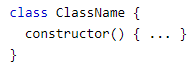 class ClassName {
  constructor() { ... }
}